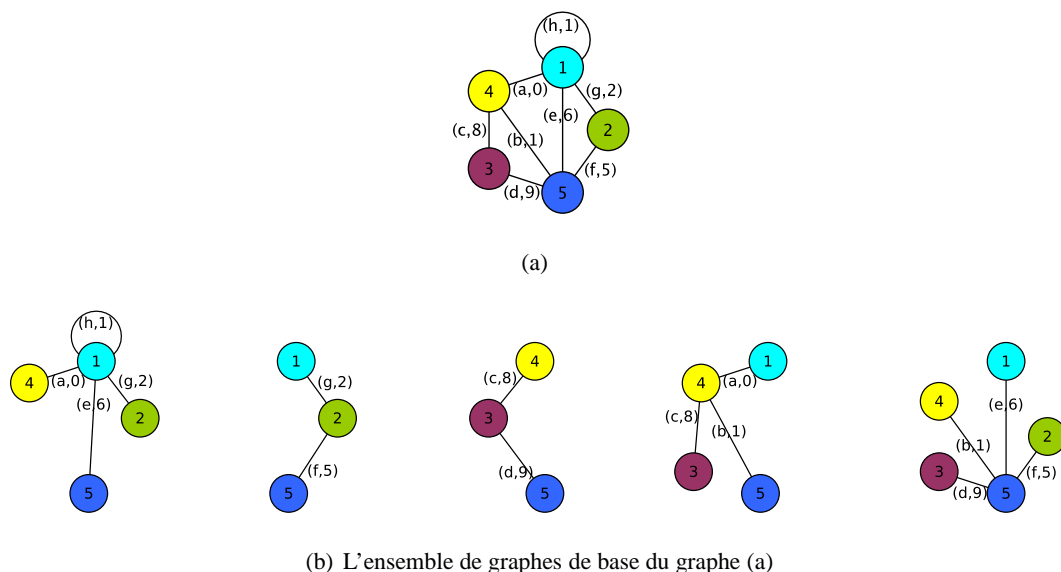 (h,1)
1
4
(a,0)
(g,2)
(e,6)
(c,8)
(b,1)
2
(f,5)
3
(d,9)
5
(a)
(h,1)
1
4
(a,0)
(g,2)
(e,6)
2
5
1
(g,2)
2
(f,5)
5
4
(c,8)
3
(d,9)
5
1
4
(a,0)
(c,8)
(b,1)
3
5
1
4
(e,6)
2
(b,1)
3
(f,5)
(d,9)
5
(b) L'ensemble de graphes de base du graphe (a)